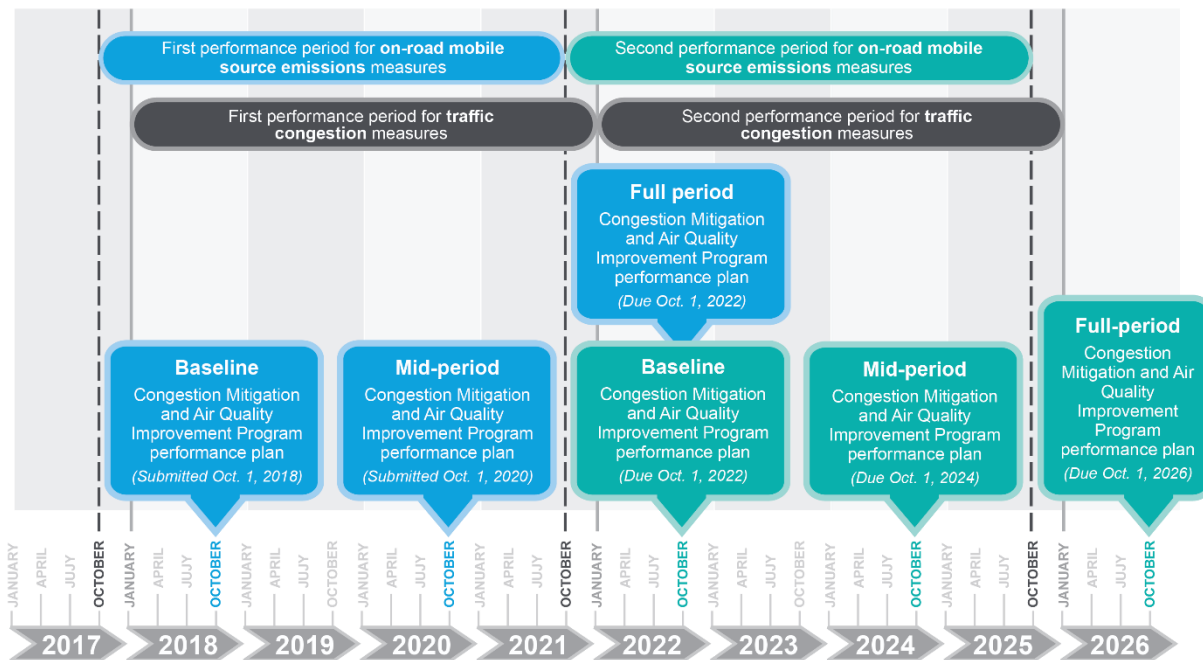 First performance period for on-road mobile
source emissions measures
Second performance period for on-road mobile
source emissions measures
First performance period for traffic
congestion measures
Second performance period for traffic
congestion measures
Full period
Congestion Mitigation
and Air Quality
Improvement Program
performance plan
(Due Oct. 1, 2022)
Baseline
Congestion Mitigation
and Air Quality
Improvement Program
performance plan
(Submitted Oct. 1, 2018)
Mid-period
Congestion Mitigation
and Air Quality
Improvement Program
performance plan
(Submitted Oct. 1, 2020)
Baseline
Congestion Mitigation
and Air Quality
Improvement Program
performance plan
(Due Oct. 1, 2022)
Mid-period
Congestion Mitigation
and Air Quality
Improvement Program
performance plan
(Due Oct. 1, 2024)
Full-period
Congestion
Mitigation and Air
Quality
Improvement
Program
performance plan
(Due Oct. 1, 2026)
JANUARY
APRIL
JUJY
OCTOBER
JANUARY
APRIL
JUJY
OCTOBER
JANUARY
APRIL
JUJY
OCTOBER
JANUARY
APRIL
JUJY
OCTOBER
JANUARY
APRIL
JUJY
OCTOBER
JANUARY
APRIL
JUJY
OCTOBER
JANUARY
APRIL
JUJY
OCTOBER
JANUARY
APRIL
JUJY
OCTOBER
JANUARY
APRIL
JUJY
OCTOBER
JANUARY
APRIL
JUJY
OCTOBER
2017
2018
2019
2020
2021
2022
2023
2024
2025
2026